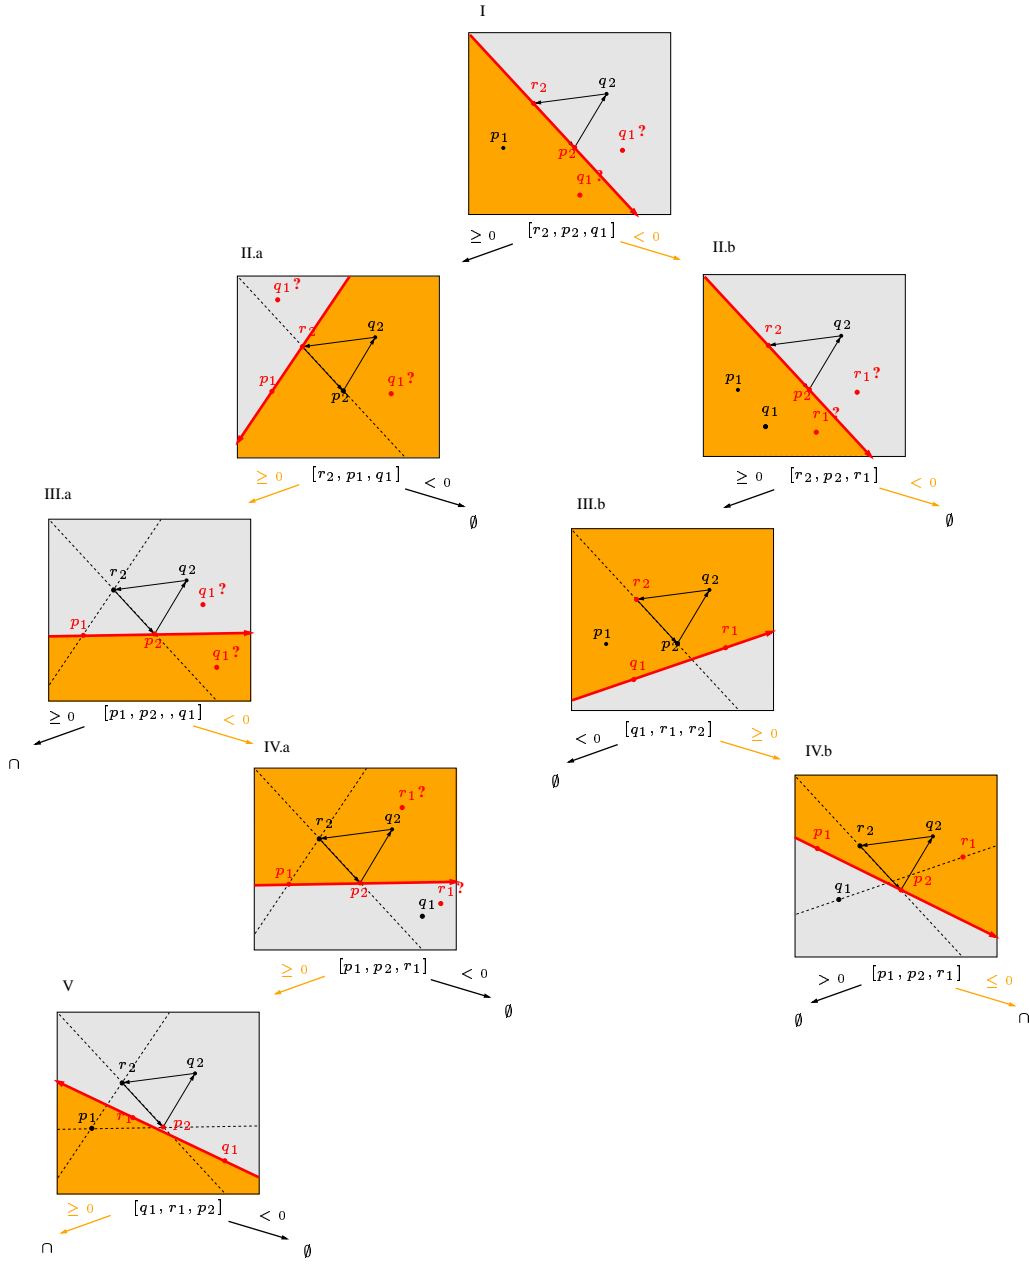 I
r2
q2
p1
q1?
p2
q1?
≥ 0
[r2, p2, q1]
< 0
II.a
q1?
r2
q2
p1
q1?
p2
≥ 0
[r2, p1, q1]
< 0
∅
II.b
r2
q2
p1
r1?
p2
q1
r1?
≥ 0
[r2, p2, r1]
< 0
∅
III.a
r2
q2
q1?
p1
p2
q1?
≥ 0
[p1, p2, , q1]
< 0
∩
III.b
r2
q2
p1
p2
r1
q1
< 0
[q1, r1, r2]
≥ 0
∅
IV.a
r1?
r2
q2
p1
p2
r1?
q1
≥ 0
[p1, p2, r1]
< 0
∅
IV.b
p1
r2
q2
r1
q1
p2
> 0
[p1, p2, r1]
≤ 0
∅
∩
V
r2
q2
p1
r1
p2
q1
≥ 0
[q1, r1, p2]
< 0
∩
∅